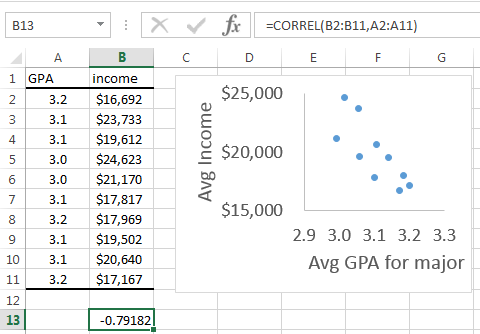 B13 fx =CORREL(B2:B11,A2:A11)
A B C D E F G
1 GPA income
2 3.2 $16,692
3 3.1 $23,733
4 3.1 $19,612
5 3.0 $24,623
6 3.0 $21,170
7 3.1 $17,817
8 3.2 $17,969
9 3.1 $19,502
10 3.1 $20,640
11 3.2 $17,167
12
13 -0.79182
Avg Income
$25,000
$20,000
$15,000
2.9 3.0 3.1 3.2 3.3
Avg GPA for major